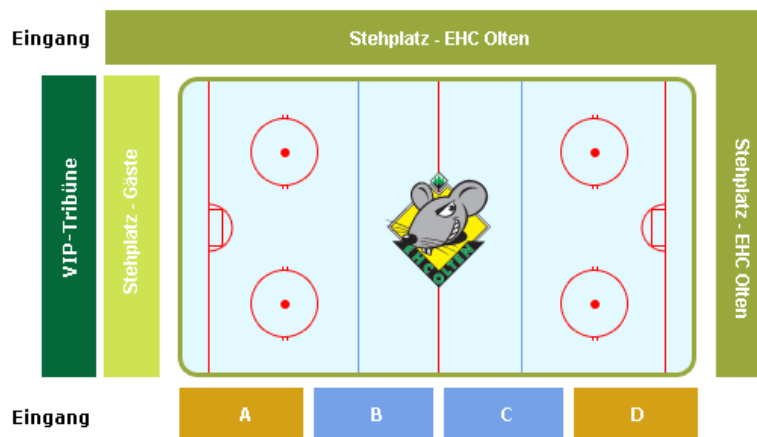 Eingang
Stehplatz - EHC Olten
VIP-Tribüne
Stehplatz - Gäste
EHC OLTEN
Stehplatz - EHC Olten
Eingang
A
B
C
D